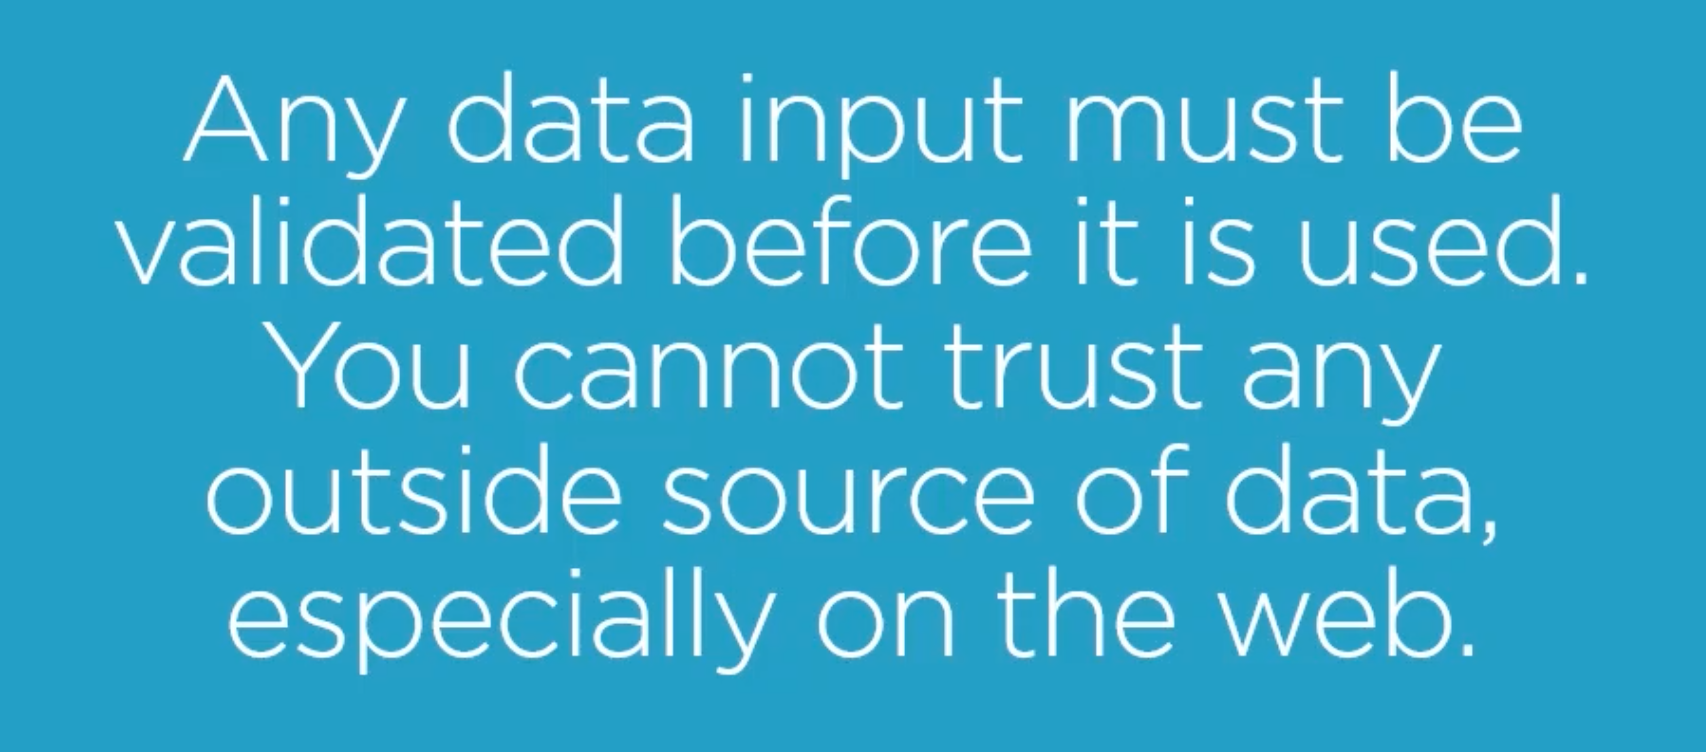 Any data input must be
validated before it is used.
You cannot trust any
outside source of data,
especially on the web.